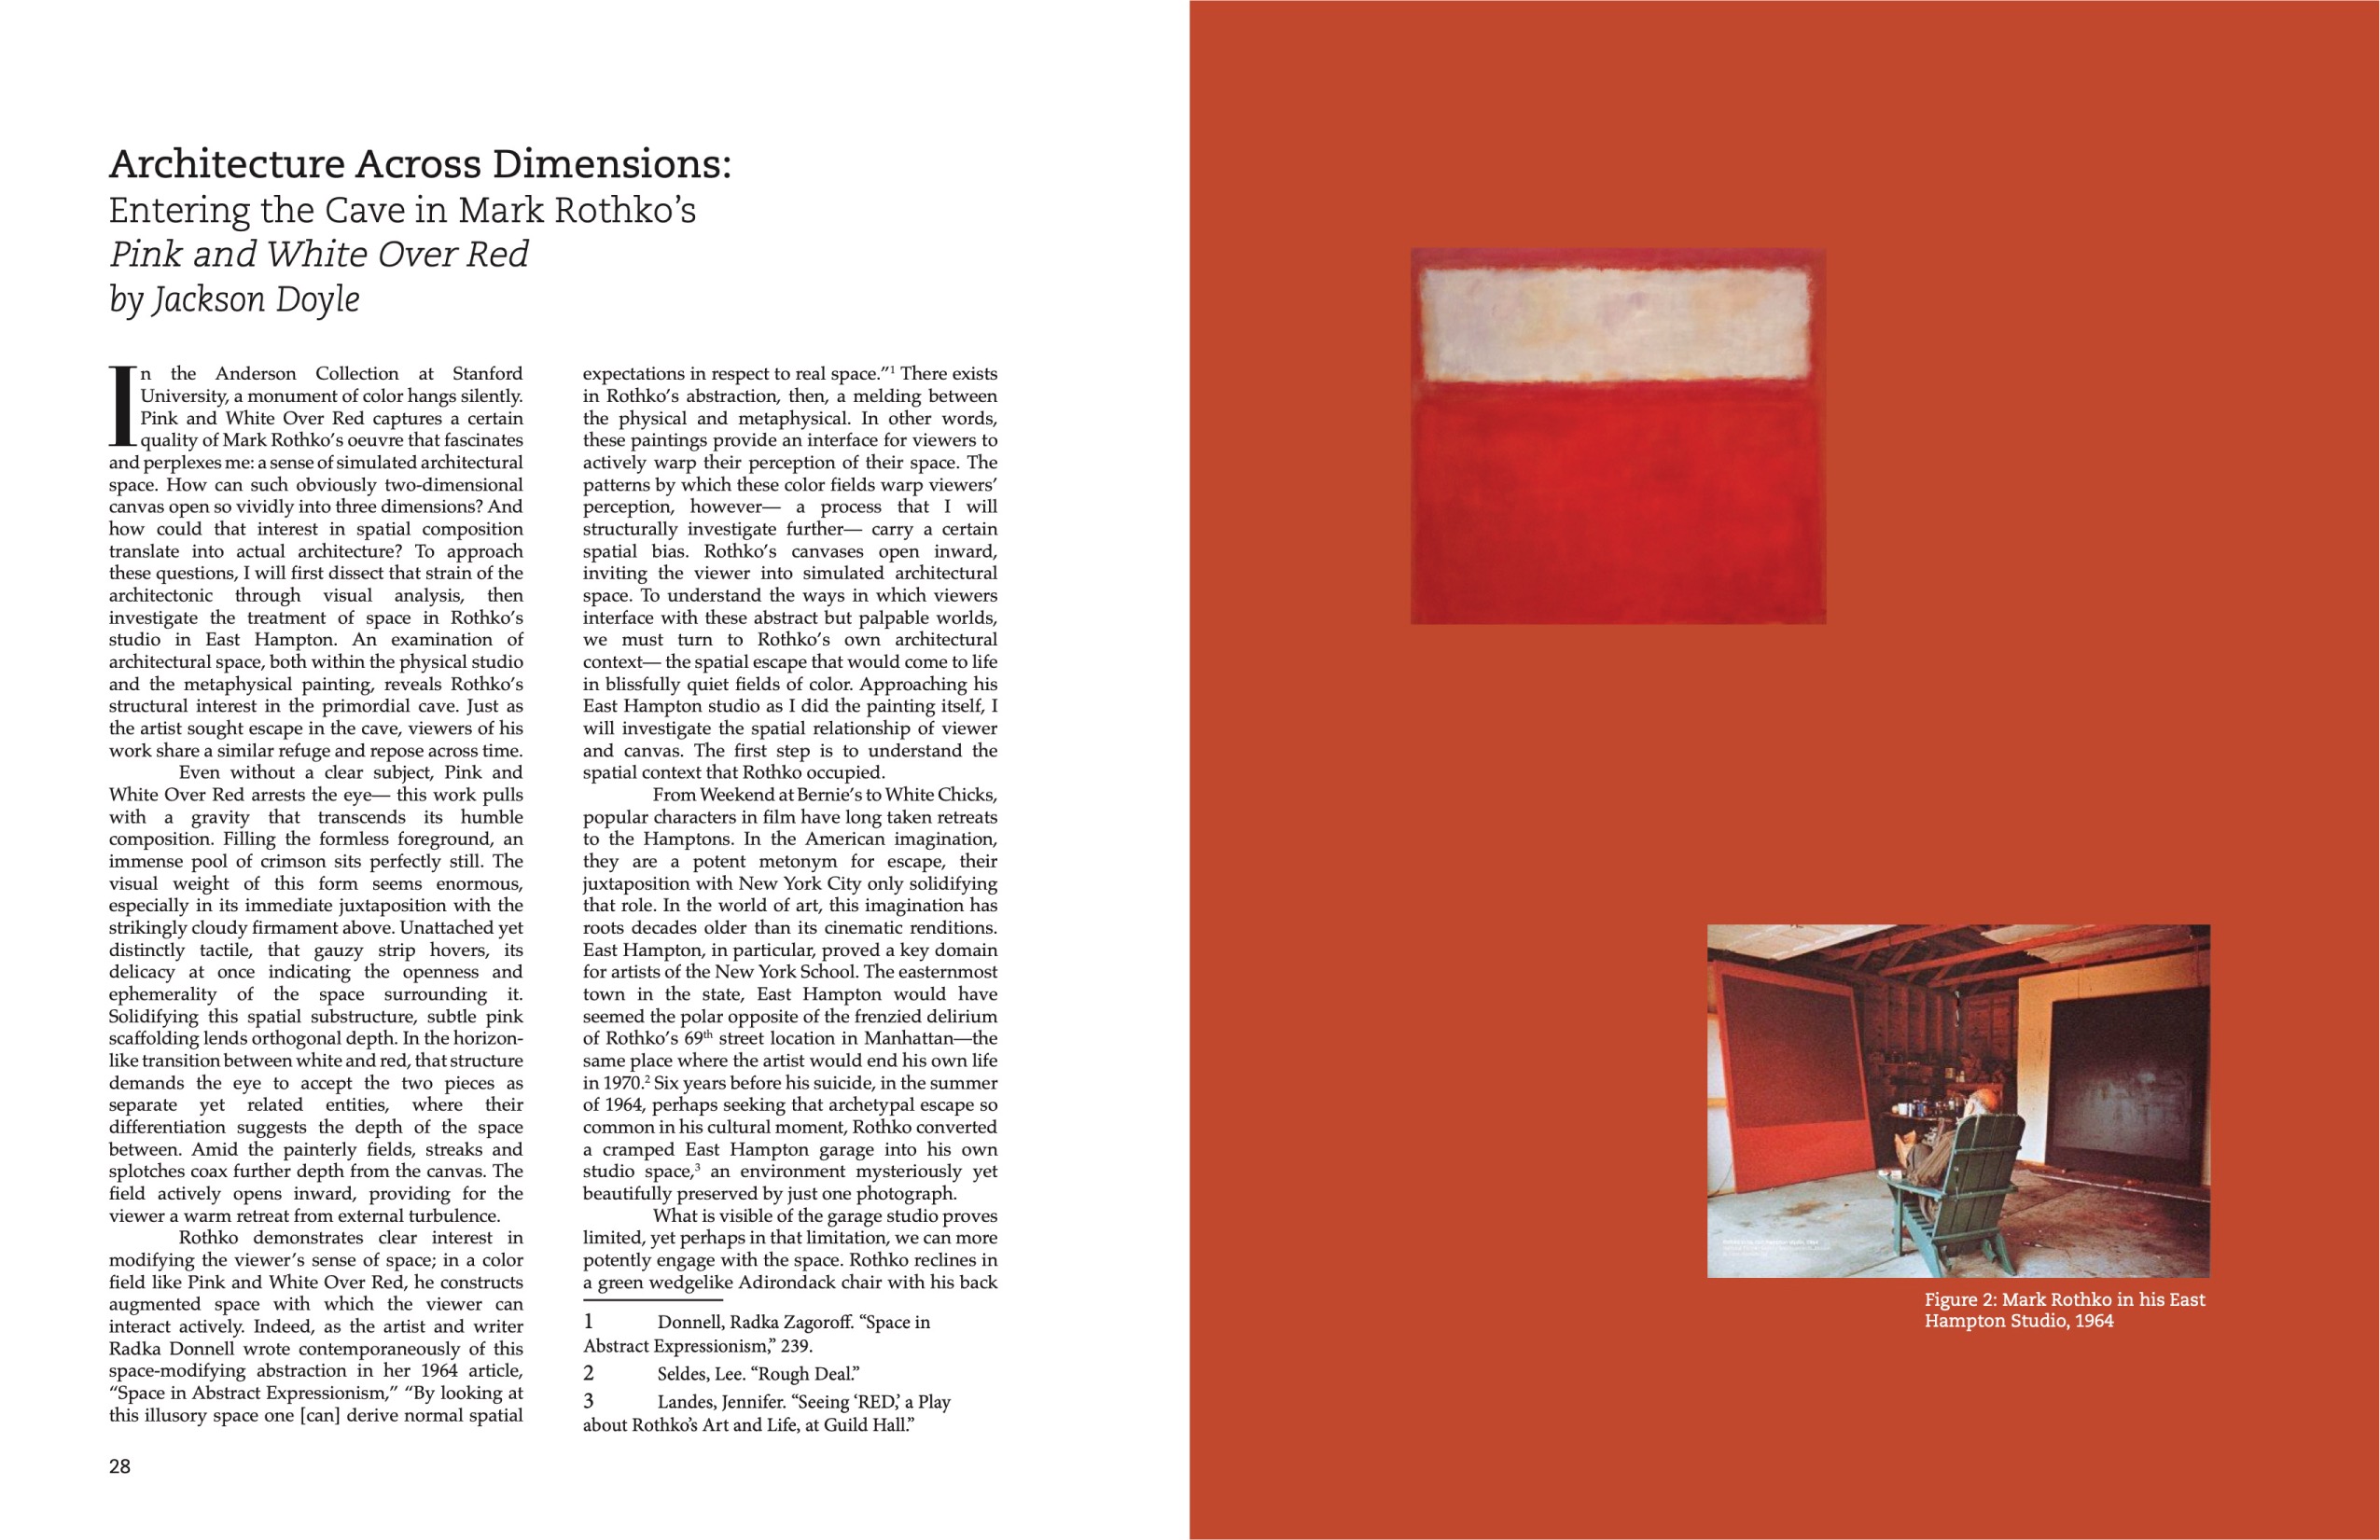 Architecture Across Dimensions:
Entering the Cave in Mark Rothko’s
Pink and White Over Red
by Jackson Doyle
In the Anderson Collection at Stanford
University, a monument of color hangs silently.
Pink and White Over Red captures a certain
quality of Mark Rothko’s oeuvre that fascinates
and perplexes me: a sense of simulated architectural
space. How can such obviously two-dimensional
canvas open so vividly into three dimensions? And
how could that interest in spatial composition
translate into actual architecture? To approach
these questions, I will first dissect that strain of the
architectonic through visual analysis, then
investigate the treatment of space in Rothko’s
studio in East Hampton. An examination of
architectural space, both within the physical studio
and the metaphysical painting, reveals Rothko’s
structural interest in the primordial cave. Just as
the artist sought escape in the cave, viewers of his
work share a similar refuge and repose across time.
Even without a clear subject, Pink and
White Over Red arrests the eye— this work pulls
with a gravity that transcends its humble
composition. Filling the formless foreground, an
immense pool of crimson sits perfectly still. The
visual weight of this form seems enormous,
especially in its immediate juxtaposition with the
strikingly cloudy firmament above. Unattached yet
distinctly tactile, that gauzy strip hovers, its
delicacy at once indicating the openness and
ephemerality of the space surrounding it.
Solidifying this spatial substructure, subtle pink
scaffolding lends orthogonal depth. In the horizon-
like transition between white and red, that structure
demands the eye to accept the two pieces as
separate yet related entities, where their
differentiation suggests the depth of the space
between. Amid the painterly fields, streaks and
splotches coax further depth from the canvas. The
field actively opens inward, providing for the
viewer a warm retreat from external turbulence.
Rothko demonstrates clear interest in
modifying the viewer’s sense of space; in a color
field like Pink and White Over Red, he constructs
augmented space with which the viewer can
interact actively. Indeed, as the artist and writer
Radka Donnell wrote contemporaneously of this
space-modifying abstraction in her 1964 article,
“Space in Abstract Expressionism,” “By looking at
this illusory space one [can] derive normal spatial
expectations in respect to real space.”1 There exists
in Rothko’s abstraction, then, a melding between
the physical and metaphysical. In other words,
these paintings provide an interface for viewers to
actively warp their perception of their space. The
patterns by which these color fields warp viewers’
perception, however— a process that I will
structurally investigate further— carry a certain
spatial bias. Rothko’s canvases open inward,
inviting the viewer into simulated architectural
space. To understand the ways in which viewers
interface with these abstract but palpable worlds,
we must turn to Rothko’s own architectural
context— the spatial escape that would come to life
in blissfully quiet fields of color. Approaching his
East Hampton studio as I did the painting itself, I
will investigate the spatial relationship of viewer
and canvas. The first step is to understand the
spatial context that Rothko occupied.
From Weekend at Bernie’s to White Chicks,
popular characters in film have long taken retreats
to the Hamptons. In the American imagination,
they are a potent metonym for escape, their
juxtaposition with New York City only solidifying
that role. In the world of art, this imagination has
roots decades older than its cinematic renditions.
East Hampton, in particular, proved a key domain
for artists of the New York School. The easternmost
town in the state, East Hampton would have
seemed the polar opposite of the frenzied delirium
of Rothko’s 69th street location in Manhattan—the
same place where the artist would end his own life
in 1970.2 Six years before his suicide, in the summer
of 1964, perhaps seeking that archetypal escape so
common in his cultural moment, Rothko converted
a cramped East Hampton garage into his own
studio space,3 an environment mysteriously yet
beautifully preserved by just one photograph.
What is visible of the garage studio proves
limited, yet perhaps in that limitation, we can more
potently engage with the space. Rothko reclines in
a green wedgelike Adirondack chair with his back
1 Donnell, Radka Zagoroff. “Space in
Abstract Expressionism,” 239.
2 Seldes, Lee. “Rough Deal.”
3 Landes, Jennifer. “Seeing ‘RED,’ a Play
about Rothko’s Art and Life, at Guild Hall.”
28
Figure 2: Mark Rothko in his East
Hampton Studio, 1964